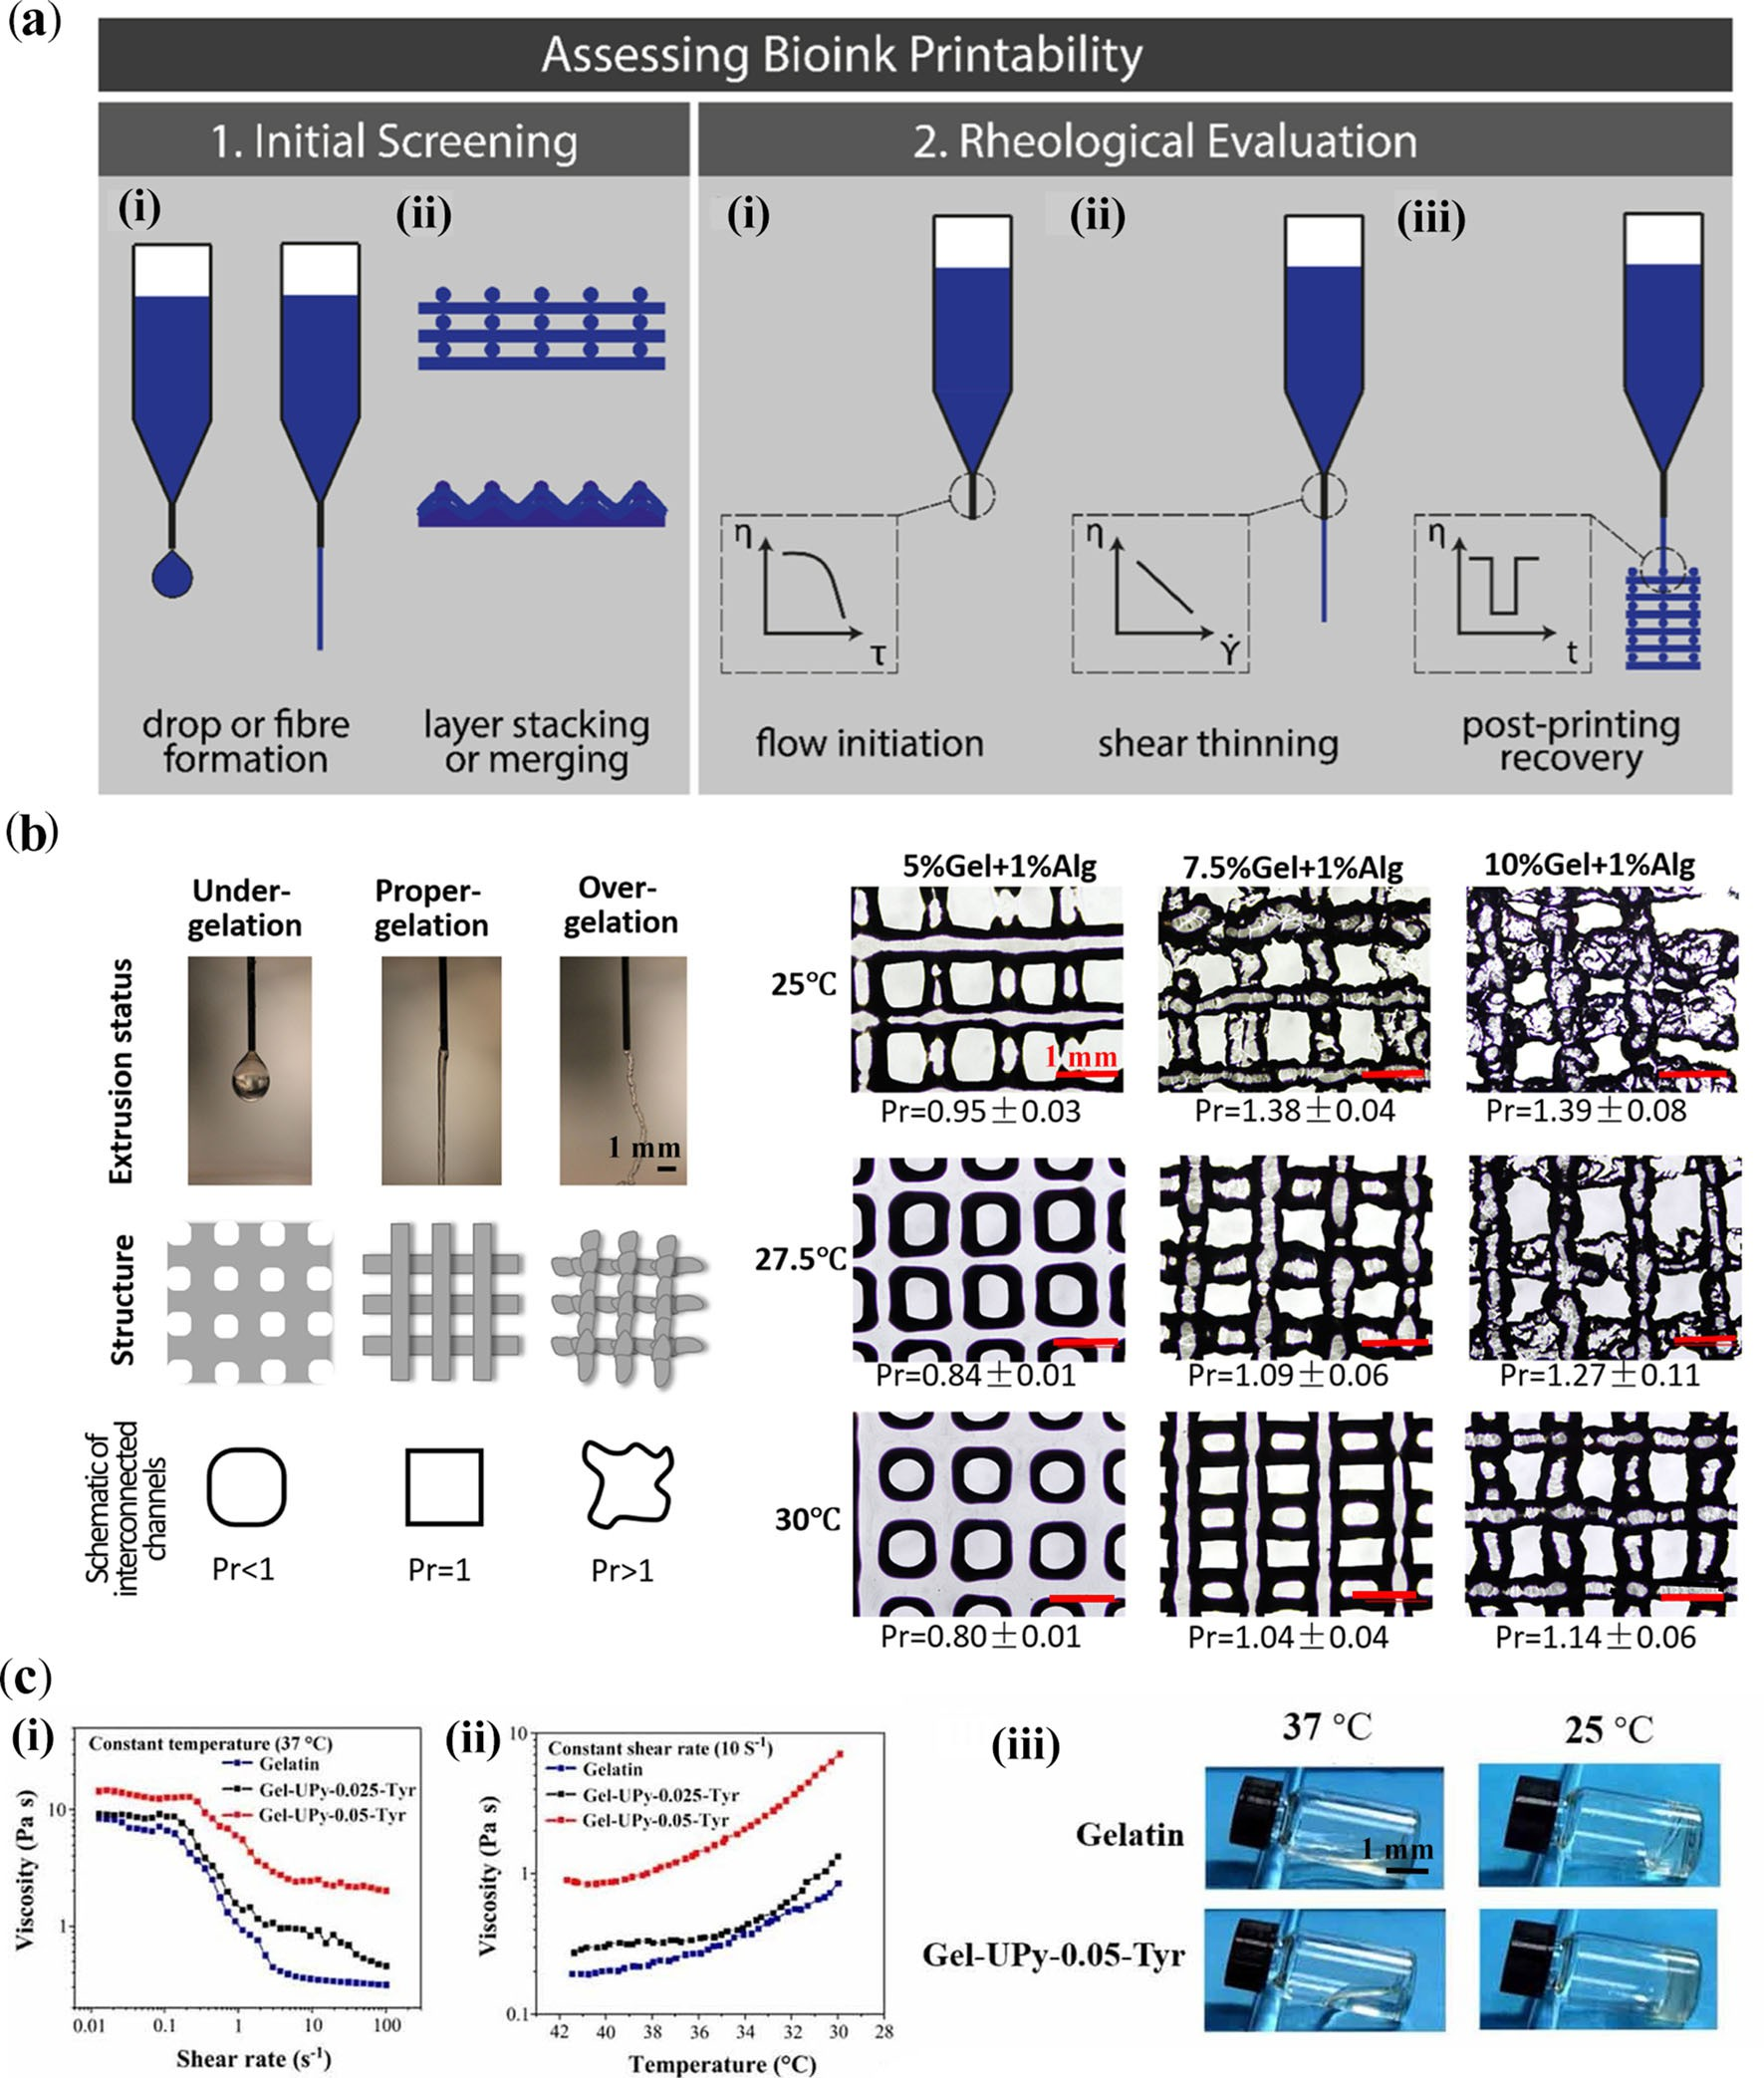 (a)
Assessing Bioink Printability
1. Initial Screening
2. Rheological Evaluation
(i)
(ii)
(i)
(ii)
(iii)
η
τ
η
γ̇
η
t
drop or fibre
formation
layer stacking
or merging
flow initiation
shear thinning
post-printing
recovery
(b)
Under-
gelation
Proper-
gelation
Over-
gelation
Extrusion status
1 mm
Structure
Schematic of
interconnected
channels
Pr<1
Pr=1
Pr>1
5%Gel+1%Alg
7.5%Gel+1%Alg
10%Gel+1%Alg
25℃
1 mm
Pr=0.95±0.03
Pr=1.38±0.04
Pr=1.39±0.08
27.5℃
Pr=0.84±0.01
Pr=1.09±0.06
Pr=1.27±0.11
30℃
Pr=0.80±0.01
Pr=1.04±0.04
Pr=1.14±0.06
(c)
(i)
Constant temperature (37 °C)
Gelatin
Gel-UPy-0.025-Tyr
Gel-UPy-0.05-Tyr
Viscosity (Pa s)
10
1
0.01
0.1
1
10
100
Shear rate (s⁻¹)
(ii)
Constant shear rate (10 S⁻¹)
Gelatin
Gel-UPy-0.025-Tyr
Gel-UPy-0.05-Tyr
Viscosity (Pa s)
10
1
0.1
42
40
38
36
34
32
30
28
Temperature (°C)
(iii)
37 °C
25 °C
Gelatin
1 mm
Gel-UPy-0.05-Tyr